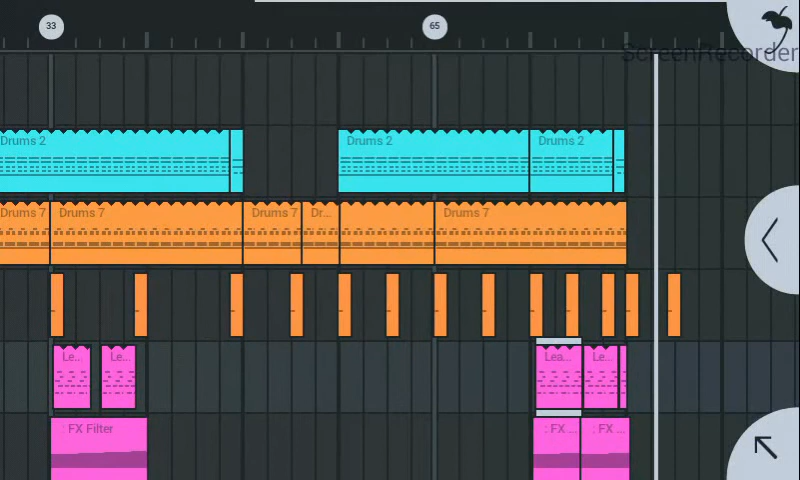 33
65
ScreenRecorder
Drums 2
Drums 2
Drums 2
Drums 7
Drums 7
Drums 7
Dr...
Drums 7
Le...
Le...
Lea...
Le...
: FX Filter
: FX ...
: FX ...